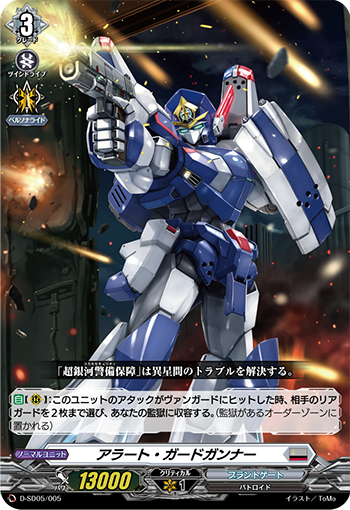 3
グレード
ツインドライブ
ペルソナライド
「超銀河警備保障」は異星間のトラブルを解決する。
自【V】：このユニットのアタックがヴァンガードにヒットした時、相手のリア
ガードを2枚まで選び、あなたの監獄に収容する。（監獄があるオーダーゾーンに
置かれる）
ノーマルユニット
アラート・ガードガンナー
パワー 13000 クリティカル 1
ブラントゲート
バトロイド
D-SD05/005
イラスト／ToMo